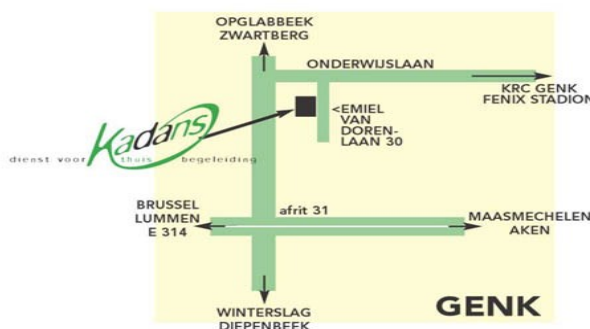 OPGLABBEEK
ZWARTBERG
ONDERWIJSLAAN
KRC GENK
FENIX STADION
<EMIEL
VAN
DOREN-
LAAN 30
Kadans
dienst voor thuis begeleiding
BRUSSEL
LUMMEN
E 314
afrit 31
MAASMECHELEN
AKEN
WINTERSLAG
DIEPENBEEK
GENK